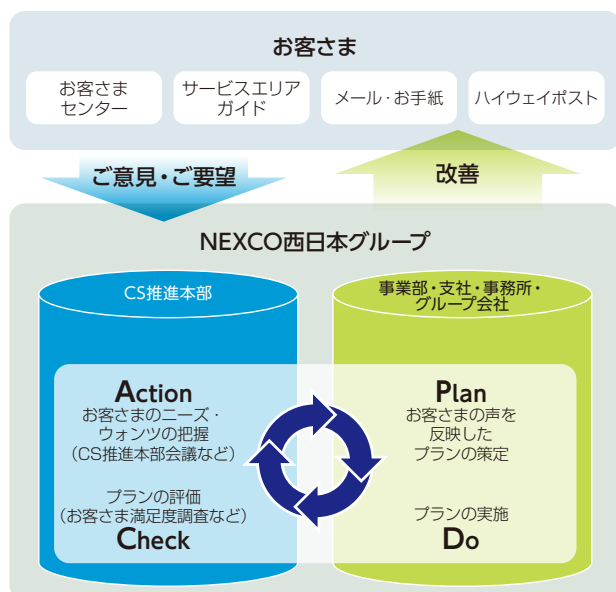 お客さま
お客さま
センター
サービスエリア
ガイド
メール・お手紙
ハイウェイポスト
ご意見・ご要望
改善
NEXCO西日本グループ
CS推進本部
事業部・支社・事務所・
グループ会社
Action
お客さまのニーズ・
ウォンツの把握
(CS推進本部会議など)
Plan
お客さまの声を
反映した
プランの策定
プランの評価
(お客さま満足度調査など)
Check
プランの実施
Do